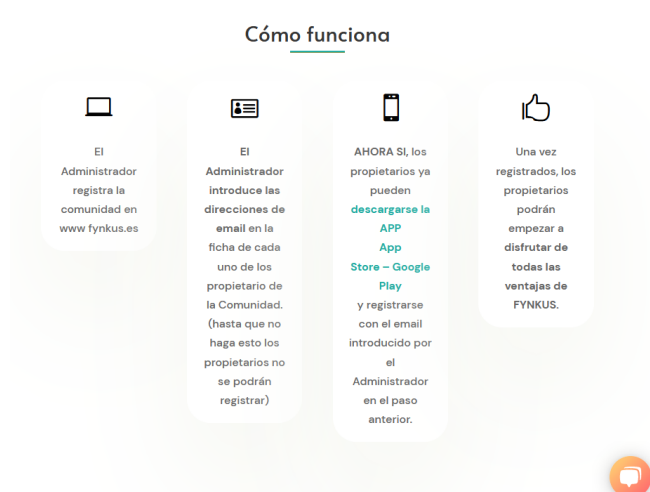 Cómo funciona
El
Administrador
registra la
comunidad en
www fynkus.es
El
Administrador
introduce las
direcciones de
email en la
ficha de cada
uno de los
propietario de
la Comunidad.
(hasta que no
haga esto los
propietarios no
se podrán
registrar)
AHORA SI, los
propietarios ya
pueden
descargarse la
APP
App
Store – Google
Play
y registrarse
con el email
introducido por
el
Administrador
en el paso
anterior.
Una vez
registrados, los
propietarios
podrán
empezar a
disfrutar de
todas las
ventajas de
FYNKUS.